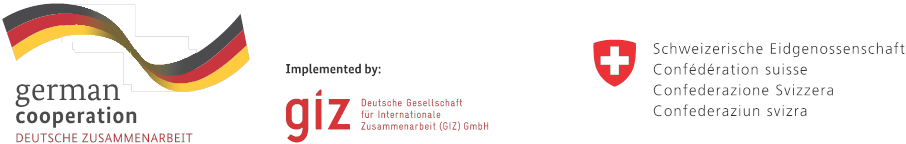 german
cooperation
DEUTSCHE ZUSAMMENARBEIT
Implemented by:
giz
Deutsche Gesellschaft
für Internationale
Zusammenarbeit (GIZ) GmbH
Schweizerische Eidgenossenschaft
Confédération suisse
Confederazione Svizzera
Confederaziun svizra